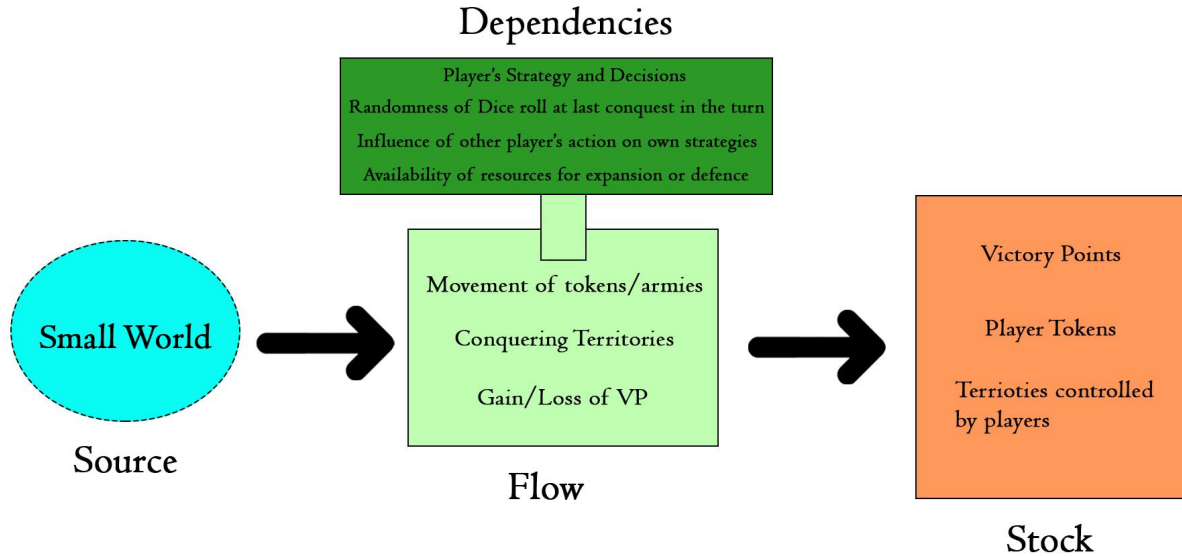 Dependencies
Player's Strategy and Decisions
Randomness of Dice roll at last conquest in the turn
Influence of other player's action on own strategies
Availability of resources for expansion or defence
Small World
Source
Movement of tokens/armies
Conquering Territories
Gain/Loss of VP
Flow
Victory Points
Player Tokens
Terrioties controlled
by players
Stock